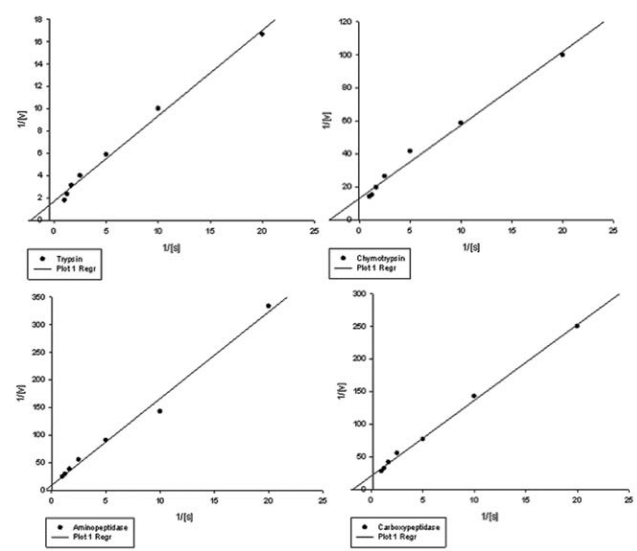 18
16
14
12
10
8
6
4
2
0
1/[v]
0 5 10 15 20 25
1/[s]
Trypsin
Plot 1 Regr
120
100
80
60
40
20
0
1/[v]
0 5 10 15 20 25
1/[s]
Chymotrypsin
Plot 1 Regr
350
300
250
200
150
100
50
0
1/[v]
0 5 10 15 20 25
1/[s]
Aminopeptidase
Plot 1 Regr
300
250
200
150
100
50
0
1/[v]
0 5 10 15 20 25
1/[s]
Carboxypeptidase
Plot 1 Regr